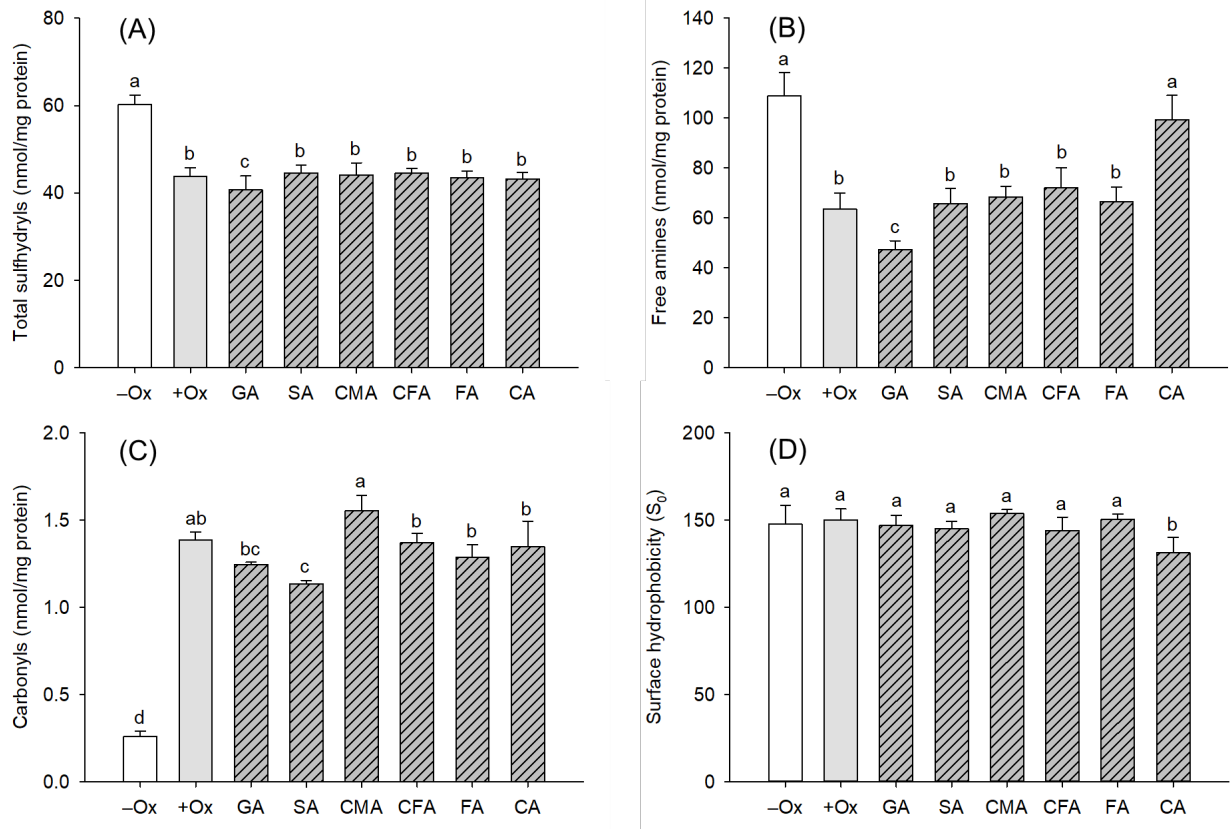 (A)
Total sulfhydryls (nmol/mg protein)
80
60
40
20
0
a
b
c
b
b
b
b
b
–Ox +Ox GA SA CMA CFA FA CA
(B)
Free amines (nmol/mg protein)
140
120
100
80
60
40
20
0
a
b
c
b
b
b
b
a
–Ox +Ox GA SA CMA CFA FA CA
(C)
Carbonyls (nmol/mg protein)
2.0
1.5
1.0
0.5
0.0
d
ab
bc
c
a
b
b
b
–Ox +Ox GA SA CMA CFA FA CA
(D)
Surface hydrophobicity (S₀)
200
150
100
50
0
a
a
a
a
a
a
a
b
–Ox +Ox GA SA CMA CFA FA CA